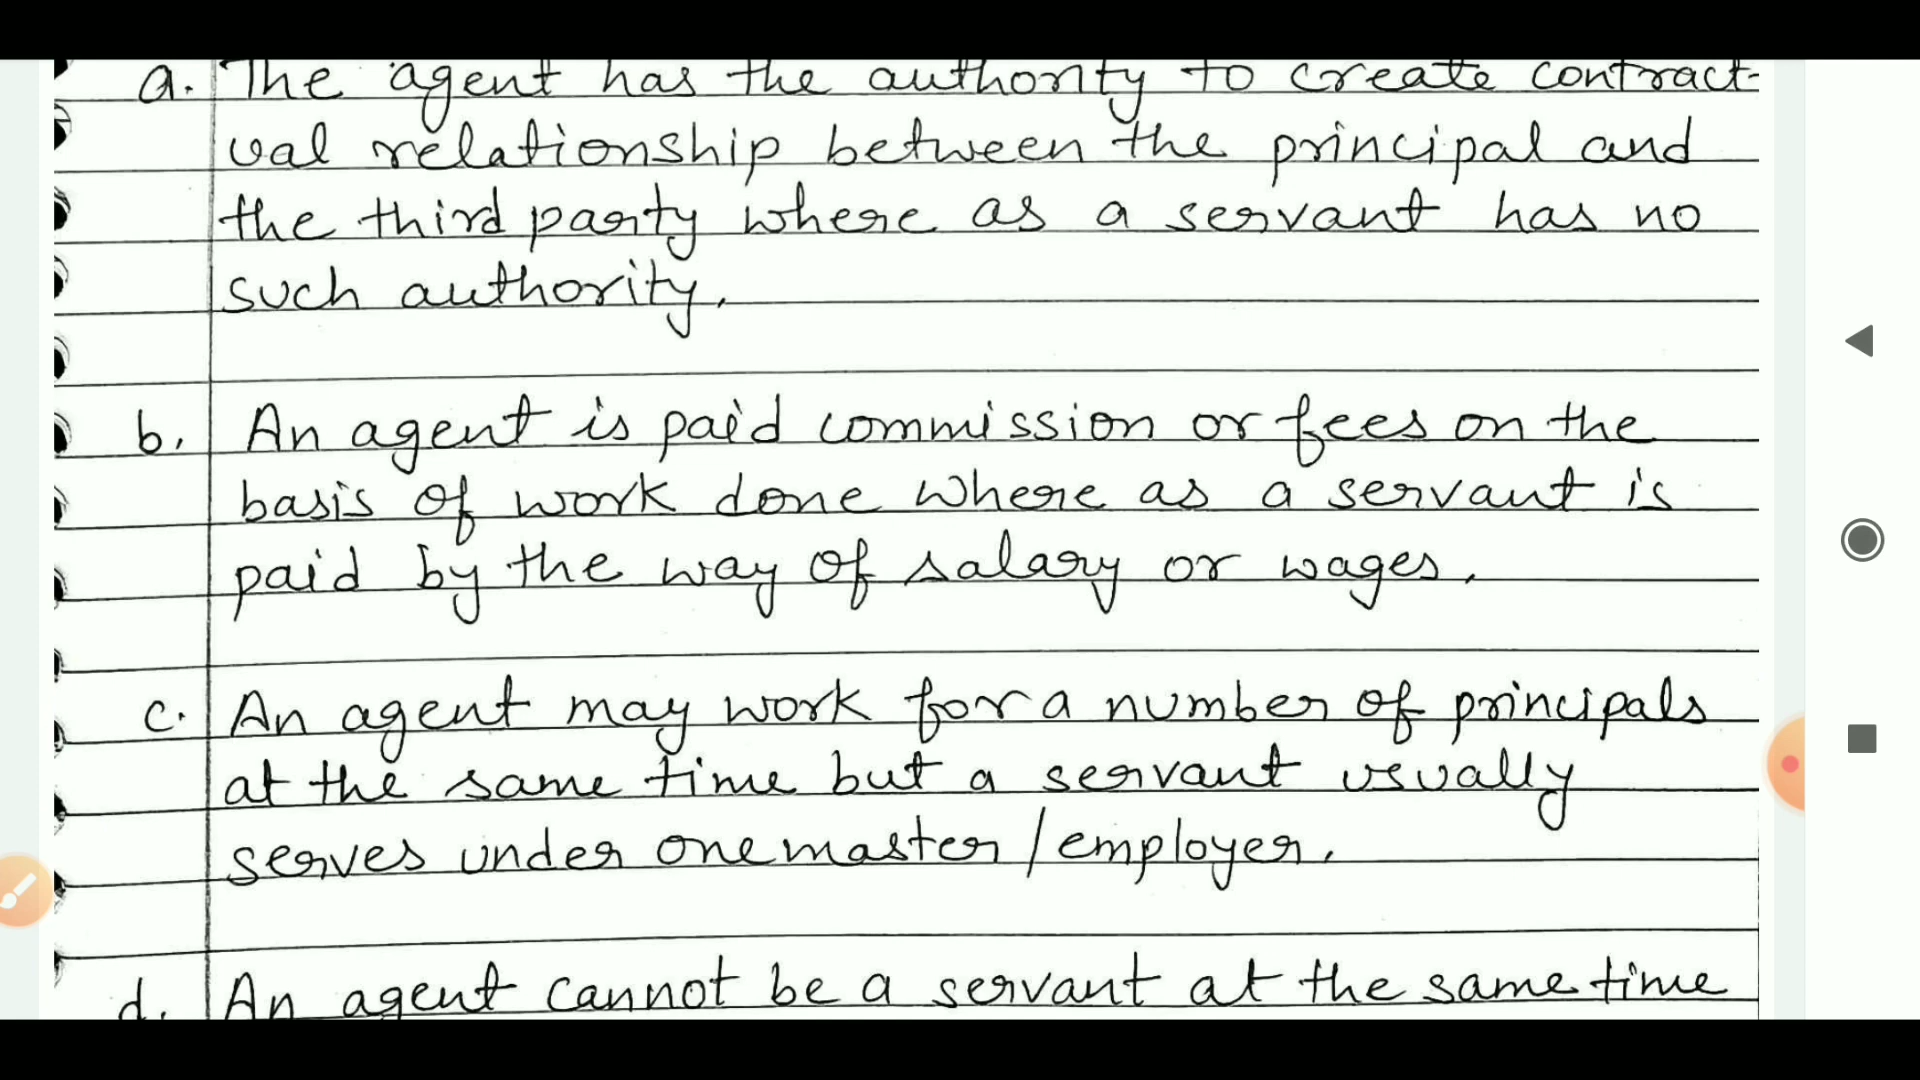 a. The agent has the authority to create contract-
ual relationship between the principal and
the third party where as a servant has no
such authority.
b. An agent is paid commission or fees on the
basis of work done where as a servant is
paid by the way of salary or wages.
c. An agent may work for a number of principals
at the same time but a servant usually
serves under one master / employer.
d. An agent cannot be a servant at the same time